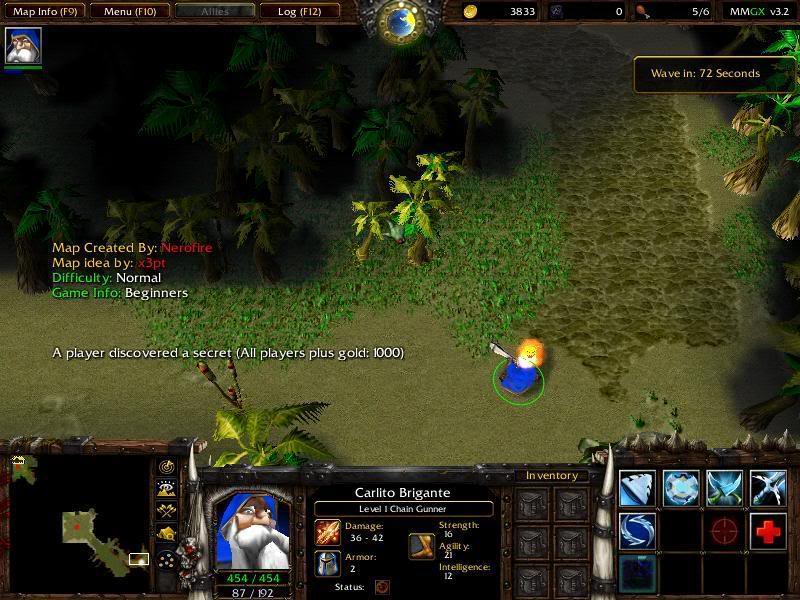 Map Info (F9) Menu (F10) Allies Log (F12) 3833 0 5/6 MMGX v3.2
Wave in: 72 Seconds
Map Created By: Nerofire
Map idea by: x3pt
Difficulty: Normal
Game Info: Beginners
A player discovered a secret (All players plus gold: 1000)
Carlito Brigante
Level 1 Chain Gunner
Damage:
36 - 42
Armor:
2
Strength:
16
Agility:
21
Intelligence:
12
Status:
454 / 454
87 / 192
Inventory